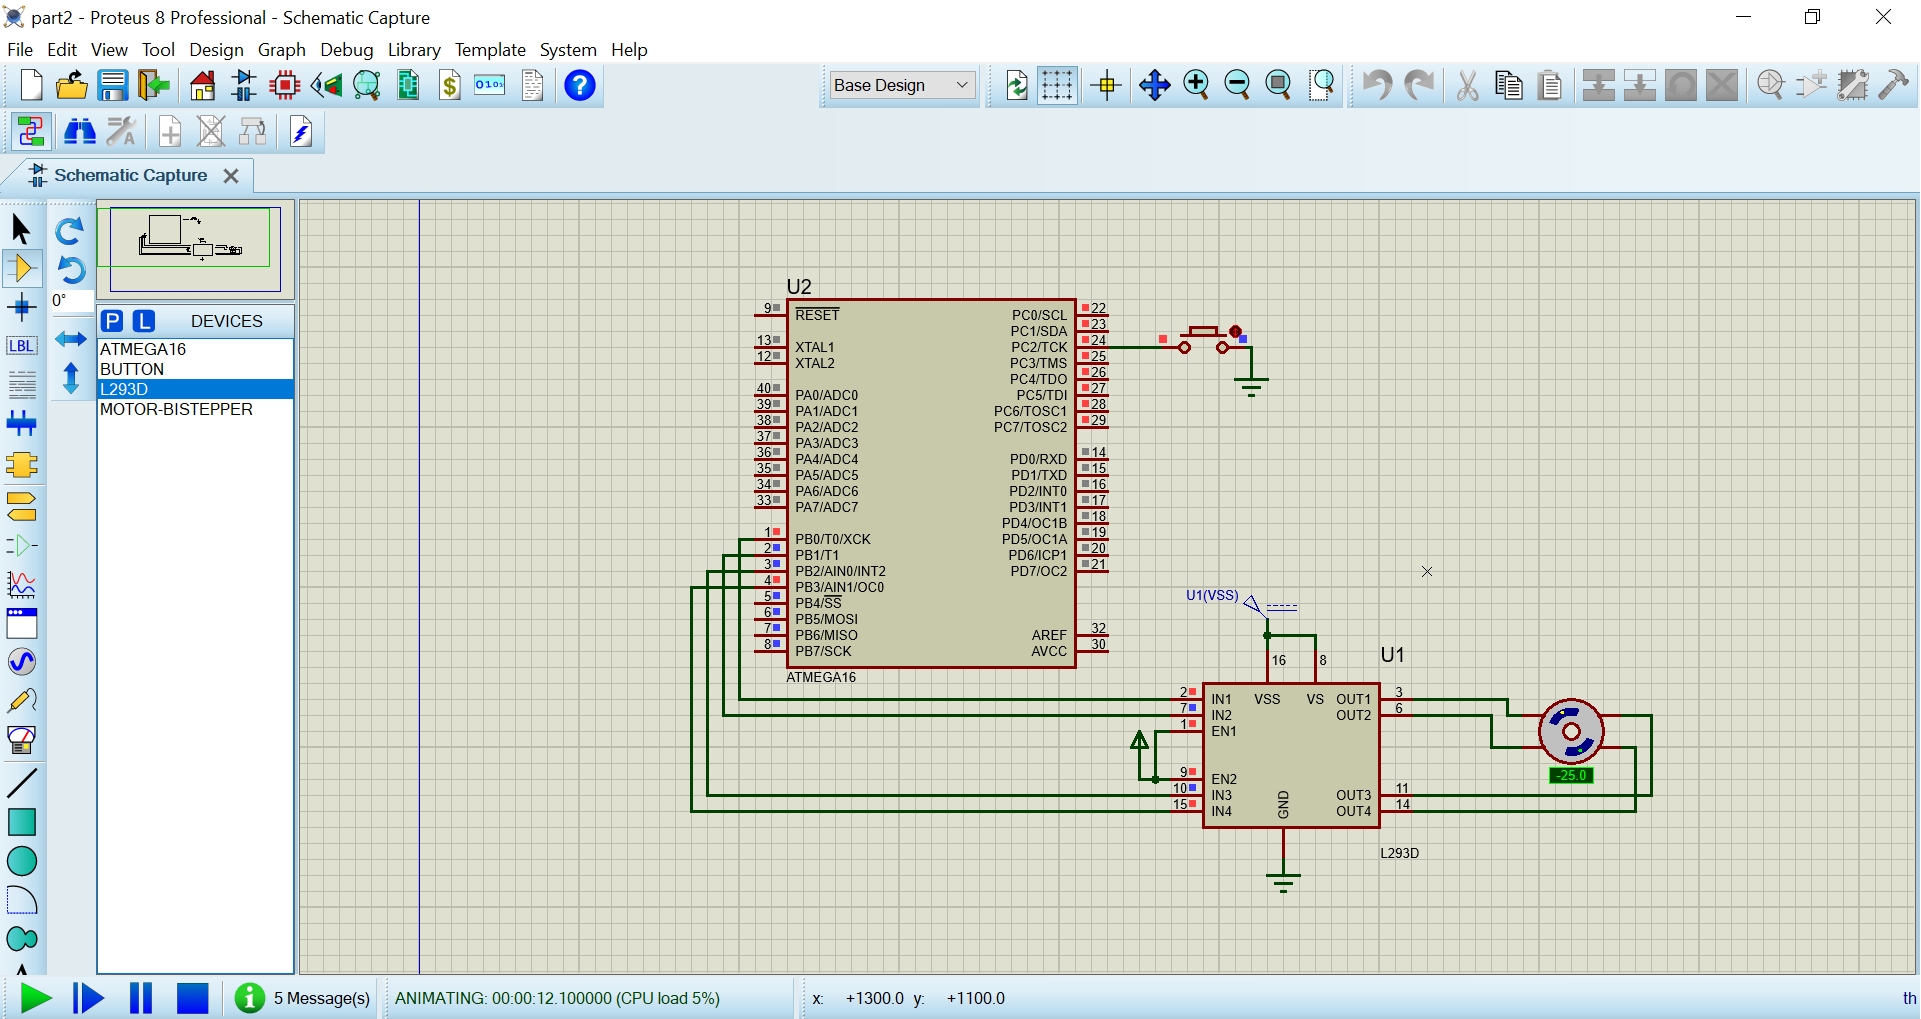 part2 - Proteus 8 Professional - Schematic Capture
File Edit View Tool Design Graph Debug Library Template System Help
Base Design
Schematic Capture
0°
P L DEVICES
ATMEGA16
BUTTON
L293D
MOTOR-BISTEPPER
LBL
U2
9 RESET
13 XTAL1
12 XTAL2
40 PA0/ADC0
39 PA1/ADC1
38 PA2/ADC2
37 PA3/ADC3
36 PA4/ADC4
35 PA5/ADC5
34 PA6/ADC6
33 PA7/ADC7
1 PB0/T0/XCK
2 PB1/T1
3 PB2/AIN0/INT2
4 PB3/AIN1/OC0
5 PB4/SS
6 PB5/MOSI
7 PB6/MISO
8 PB7/SCK
PC0/SCL 22
PC1/SDA 23
PC2/TCK 24
PC3/TMS 25
PC4/TDO 26
PC5/TDI 27
PC6/TOSC1 28
PC7/TOSC2 29
PD0/RXD 14
PD1/TXD 15
PD2/INT0 16
PD3/INT1 17
PD4/OC1B 18
PD5/OC1A 19
PD6/ICP1 20
PD7/OC2 21
AREF 32
AVCC 30
ATMEGA16
U1(VSS)
U1
16 8
2 IN1 VSS VS OUT1 3
7 IN2 OUT2 6
1 EN1
9 EN2
10 IN3 OUT3 11
15 IN4 OUT4 14
GND
L293D
-25.0
5 Message(s) ANIMATING: 00:00:12.100000 (CPU load 5%) x: +1300.0 y: +1100.0 th